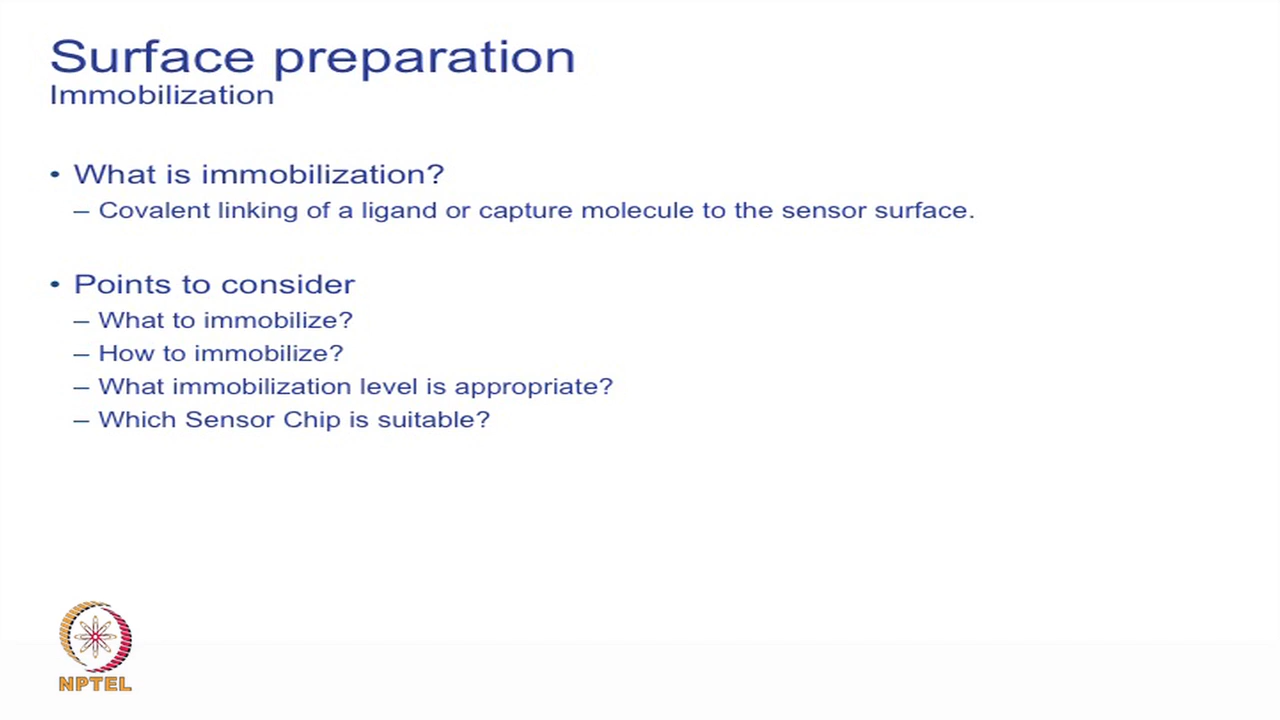 Surface preparation
Immobilization
• What is immobilization?
– Covalent linking of a ligand or capture molecule to the sensor surface.
• Points to consider
– What to immobilize?
– How to immobilize?
– What immobilization level is appropriate?
– Which Sensor Chip is suitable?
NPTEL